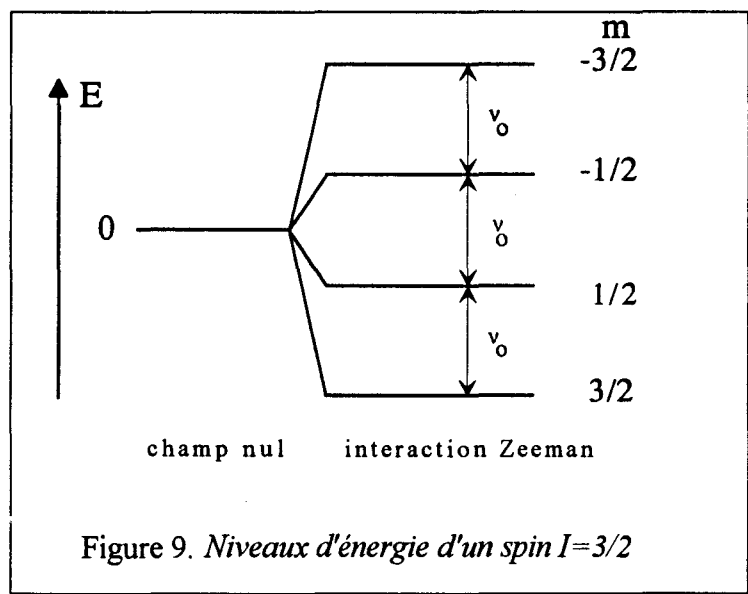 m
-3/2
E
ν₀
-1/2
0
ν₀
1/2
ν₀
3/2
champ nul interaction Zeeman
Figure 9. Niveaux d'énergie d'un spin I=3/2